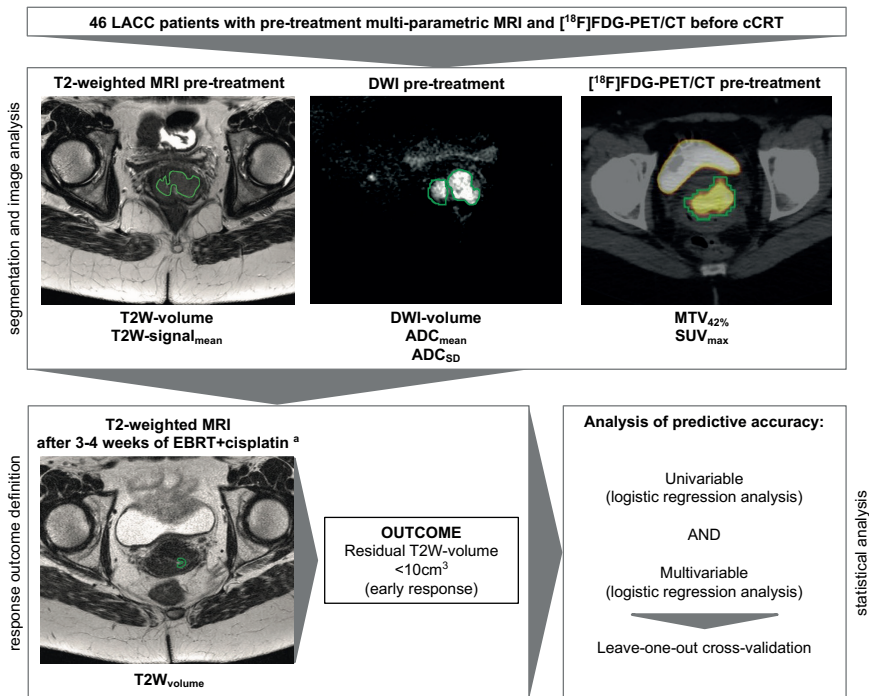 46 LACC patients with pre-treatment multi-parametric MRI and [¹⁸F]FDG-PET/CT before cCRT
segmentation and image analysis
T2-weighted MRI pre-treatment
T2W-volume
T2W-signalmean
DWI pre-treatment
DWI-volume
ADCmean
ADCSD
[¹⁸F]FDG-PET/CT pre-treatment
MTV42%
SUVmax
response outcome definition
T2-weighted MRI
after 3-4 weeks of EBRT+cisplatin ᵃ
T2Wvolume
OUTCOME
Residual T2W-volume
<10cm³
(early response)
Analysis of predictive accuracy:
Univariable
(logistic regression analysis)
AND
Multivariable
(logistic regression analysis)
Leave-one-out cross-validation
statistical analysis